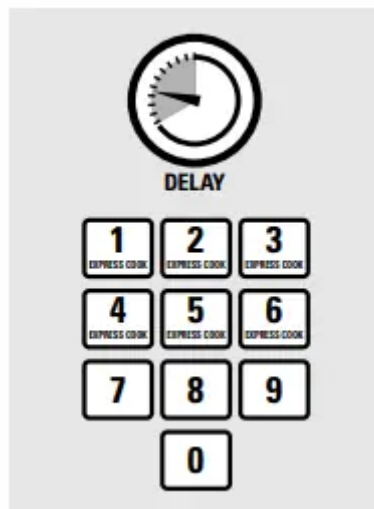 DELAY
1 2 3
EXPRESS COOK EXPRESS COOK EXPRESS COOK
4 5 6
EXPRESS COOK EXPRESS COOK EXPRESS COOK
7 8 9
0